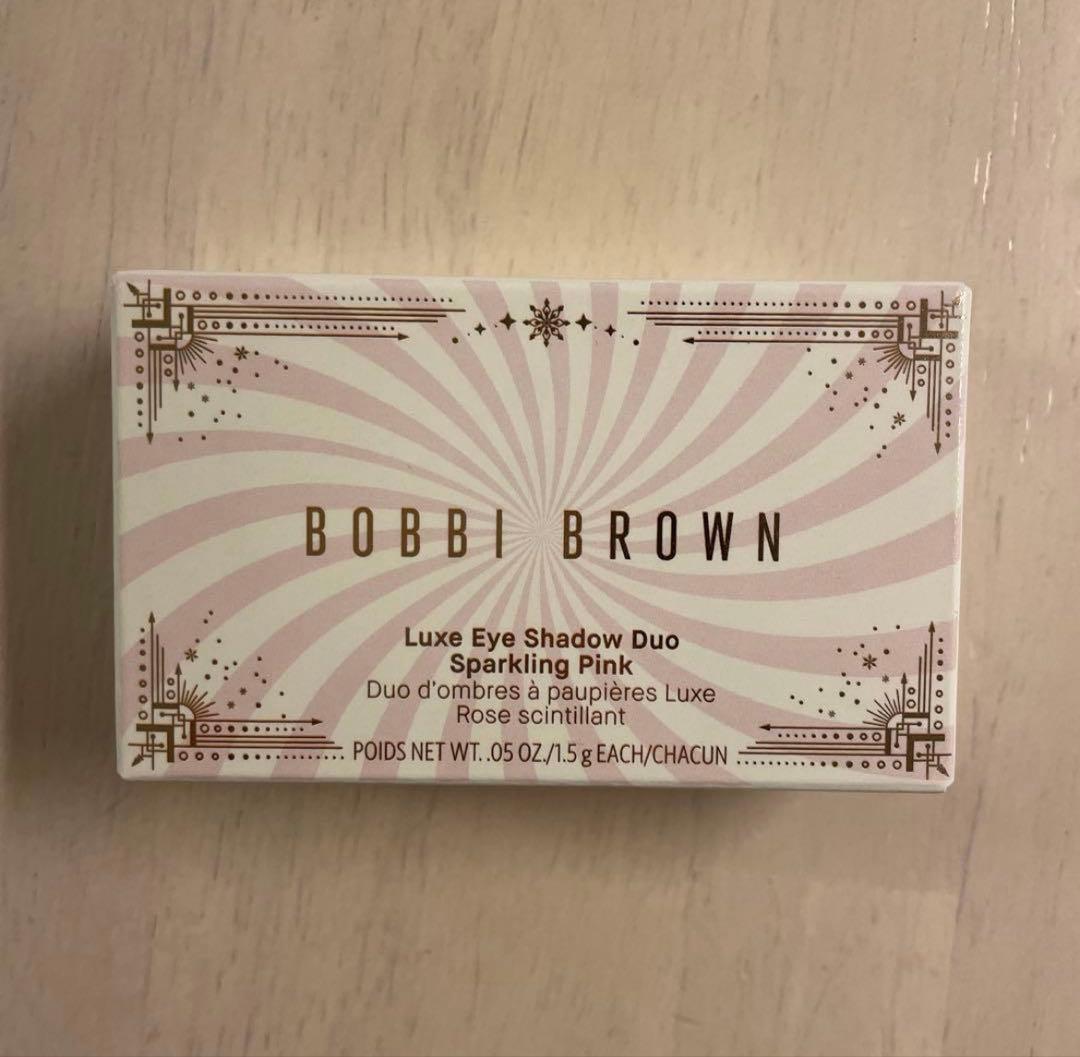 BOBBI BROWN
Luxe Eye Shadow Duo
Sparkling Pink
Duo d'ombres à paupières Luxe
Rose scintillant
POIDS NET WT. .05 OZ./1.5 g EACH/CHACUN